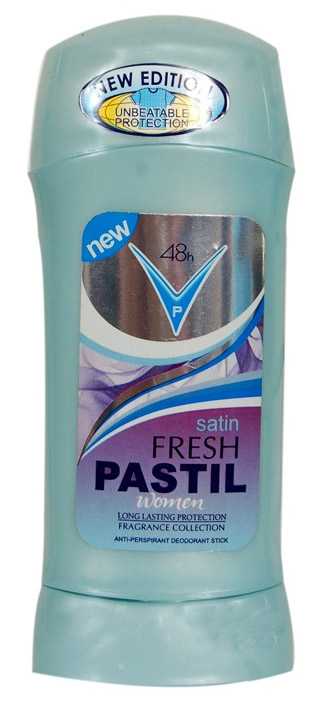 NEW EDITION
UNBEATABLE
PROTECTION
new
48h
P
satin
FRESH
PASTIL
women
LONG LASTING PROTECTION
FRAGRANCE COLLECTION
ANTI-PERSPIRANT DEODORANT STICK